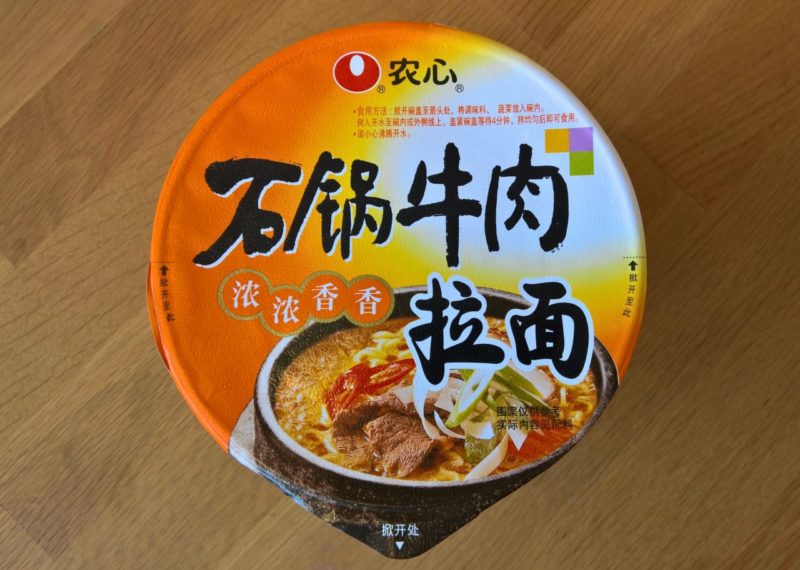 农心
• 食用方法：掀开碗盖至箭头处，将调味料、蔬菜放入碗内。
倒入开水至碗内或外侧线上，盖紧碗盖等待4分钟，拌均匀后即可食用。
• 请小心沸腾开水。
石锅牛肉
浓浓香香
拉面
掀开至此
掀开至此
图案仅供参考
实际内容见配料
掀开处